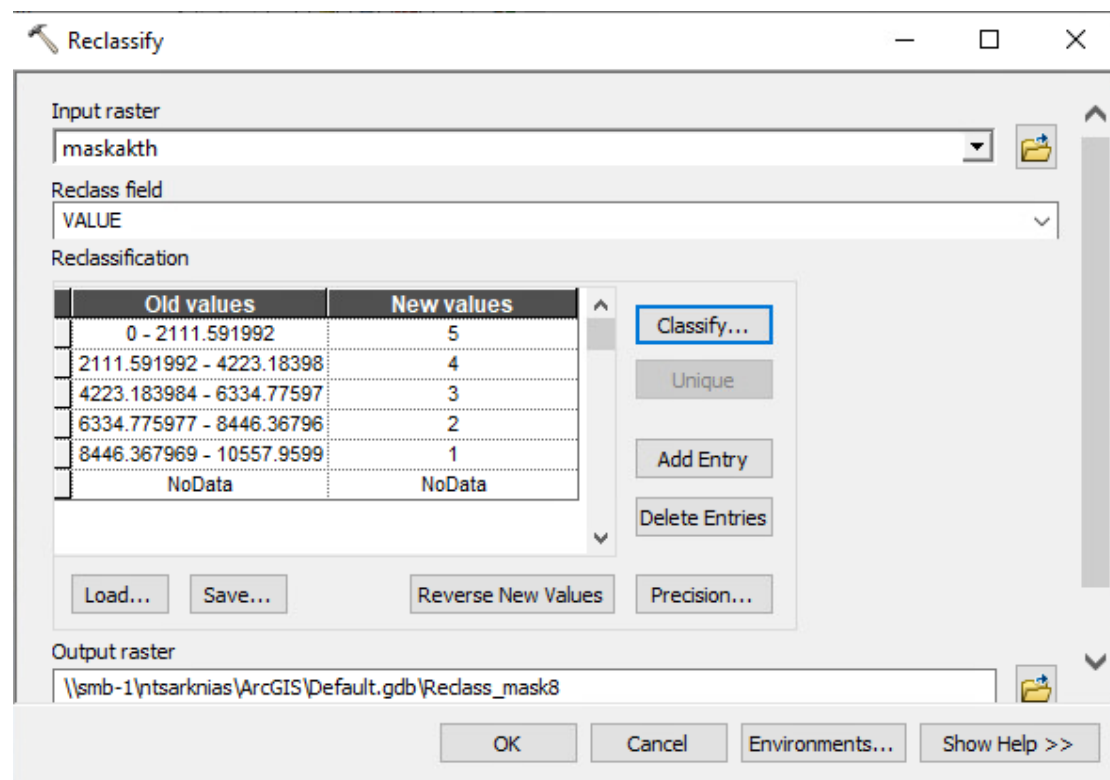 Reclassify
Input raster
maskakth
Reclass field
VALUE
Reclassification
Old values New values
0 - 2111.591992 5
2111.591992 - 4223.18398 4
4223.183984 - 6334.77597 3
6334.775977 - 8446.36796 2
8446.367969 - 10557.9599 1
NoData NoData
Classify...
Unique
Add Entry
Delete Entries
Load... Save... Reverse New Values Precision...
Output raster
\\smb-1\ntsarknias\ArcGIS\Default.gdb\Reclass_mask8
OK Cancel Environments... Show Help >>